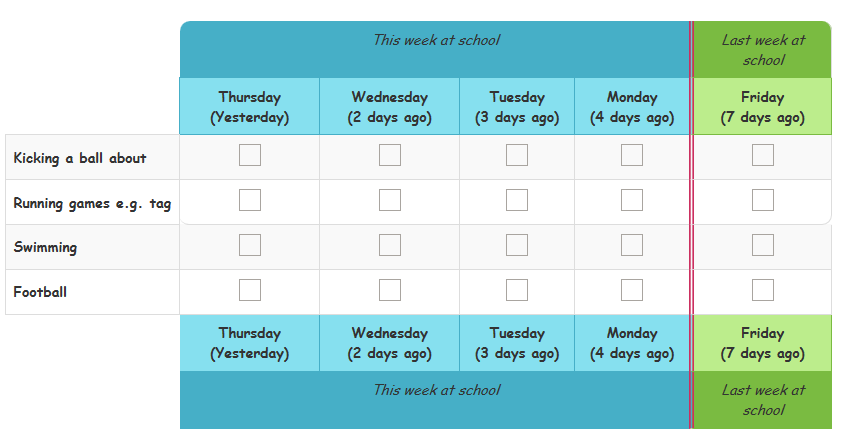 This week at school
Last week at
school
Thursday
(Yesterday)
Wednesday
(2 days ago)
Tuesday
(3 days ago)
Monday
(4 days ago)
Friday
(7 days ago)
Kicking a ball about
Running games e.g. tag
Swimming
Football
Thursday
(Yesterday)
Wednesday
(2 days ago)
Tuesday
(3 days ago)
Monday
(4 days ago)
Friday
(7 days ago)
This week at school
Last week at
school